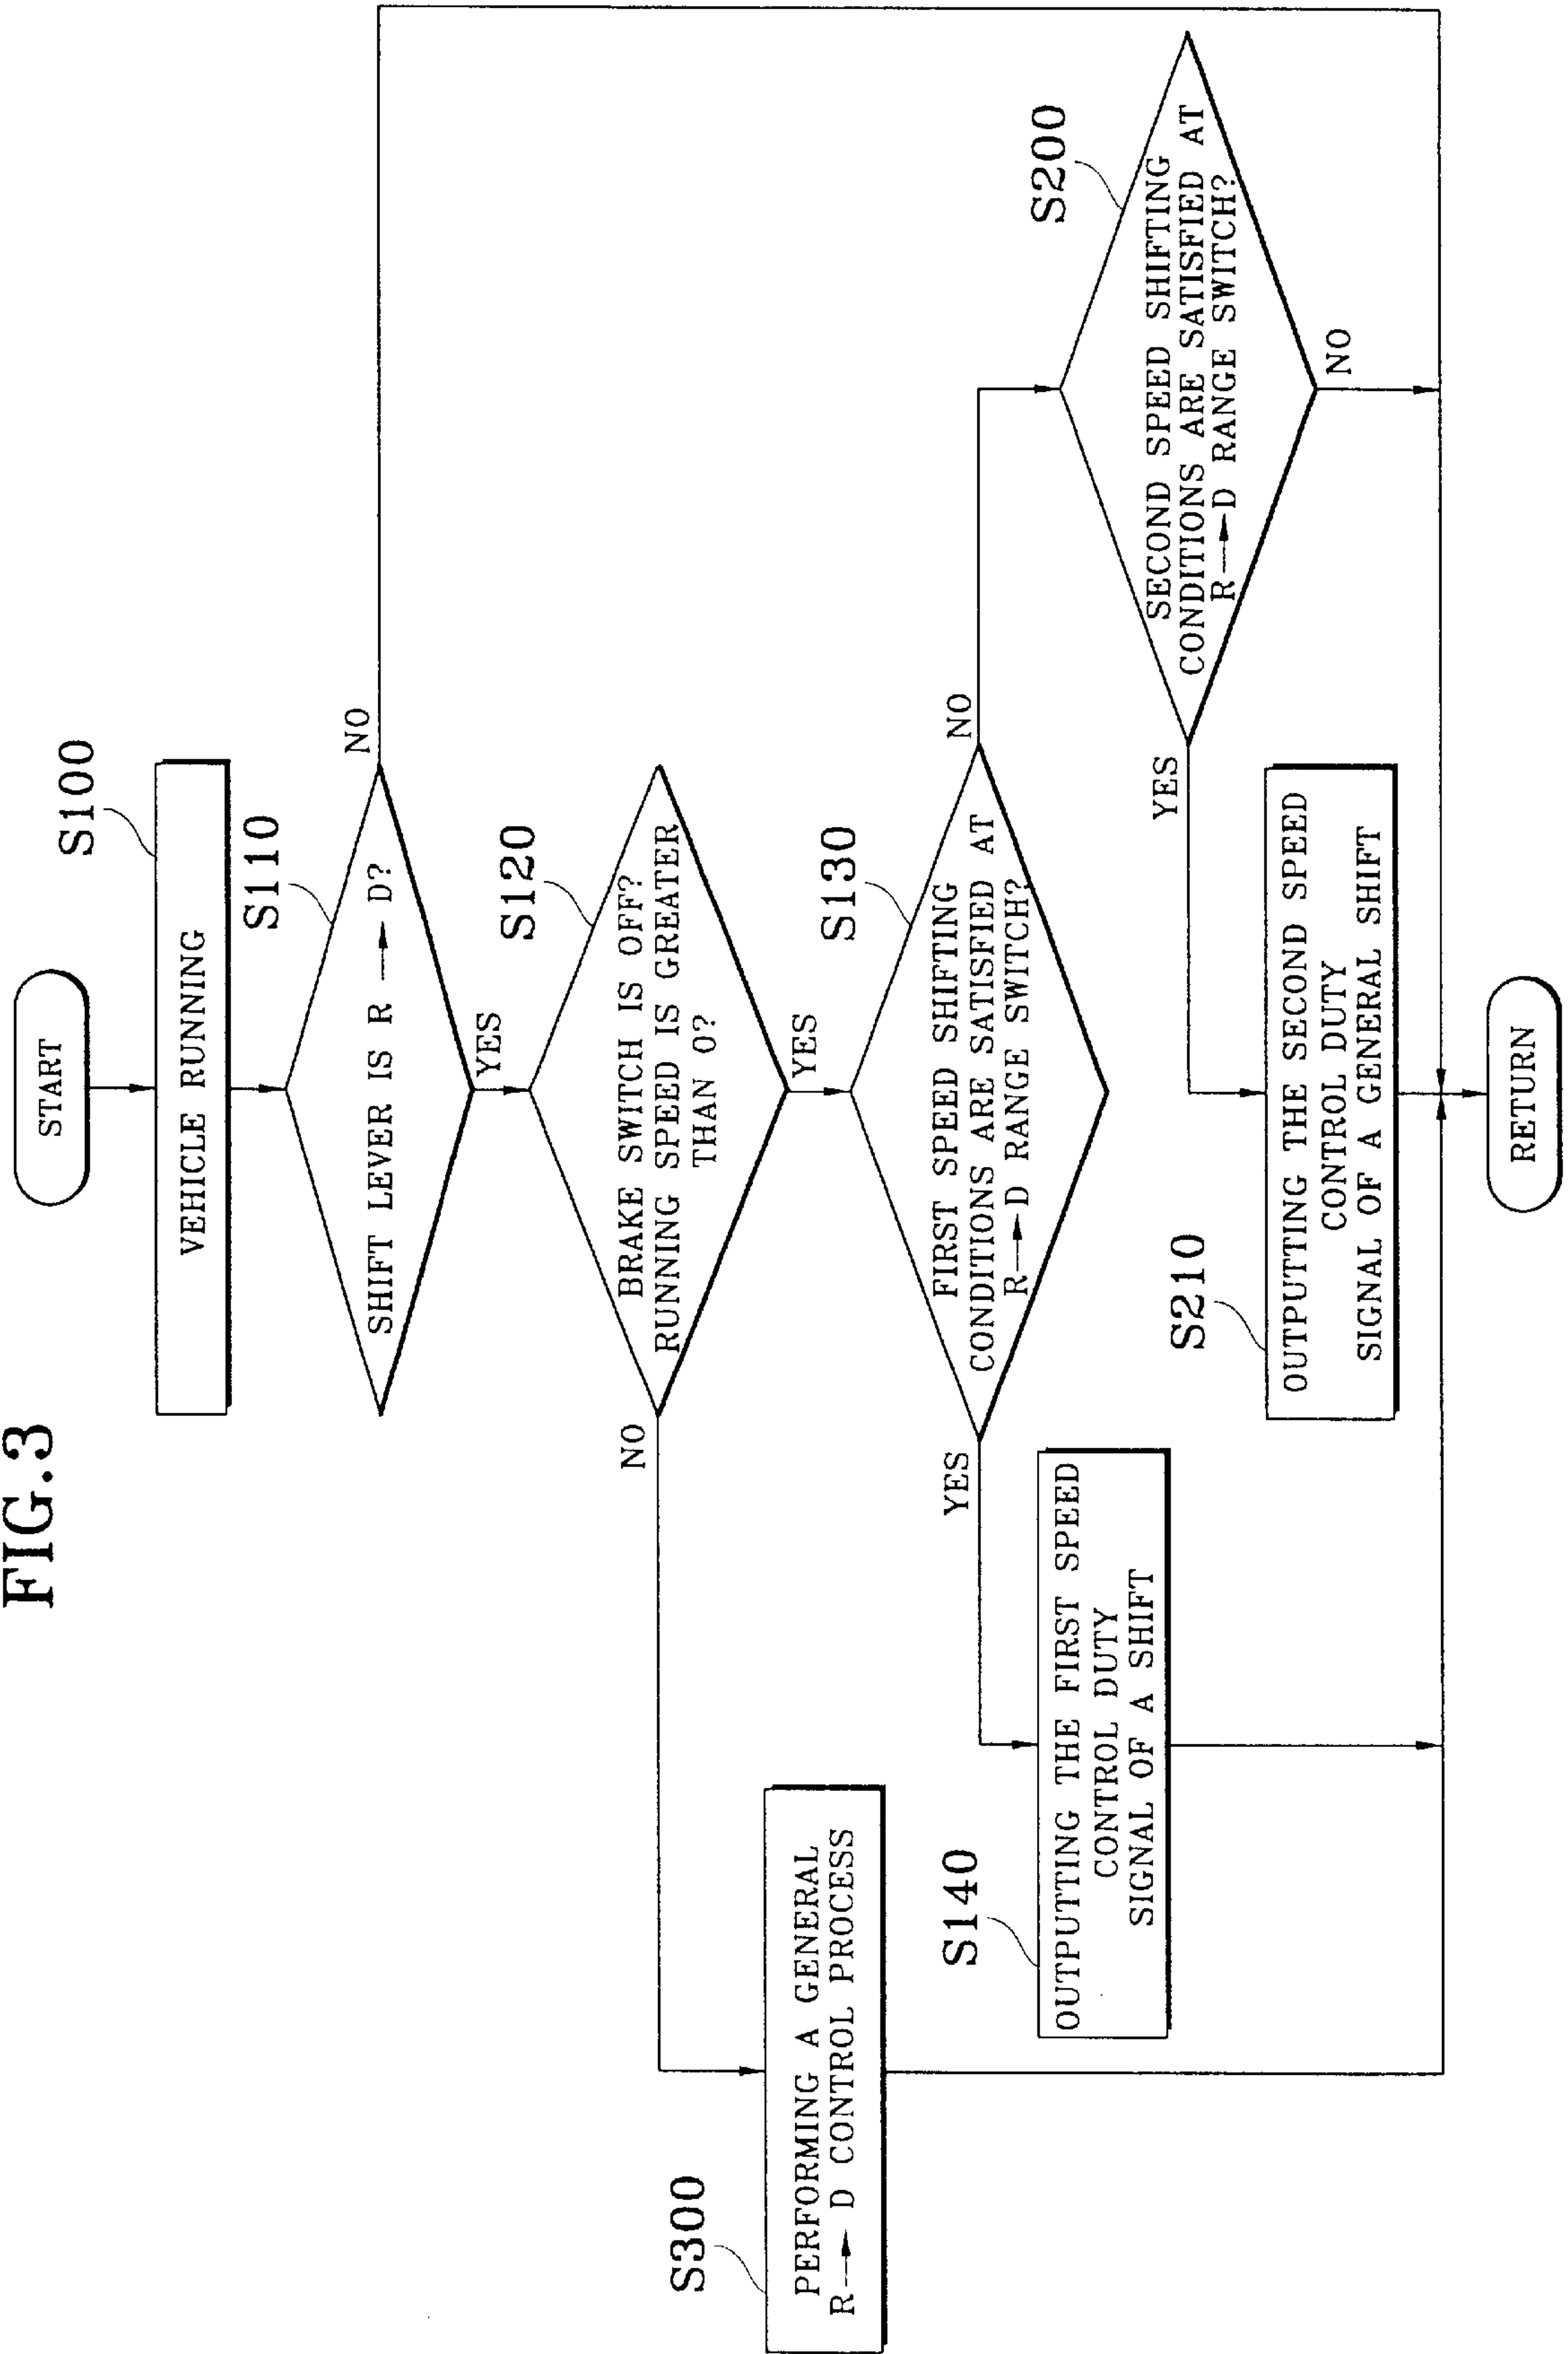 FIG.3
START
S100
VEHICLE RUNNING
S110
SHIFT LEVER IS R → D?
NO
YES
S120
BRAKE SWITCH IS OFF?
RUNNING SPEED IS GREATER
THAN 0?
NO
YES
S300
PERFORMING A GENERAL
R → D CONTROL PROCESS
S130
FIRST SPEED SHIFTING
CONDITIONS ARE SATISFIED AT
R → D RANGE SWITCH?
YES
NO
S140
OUTPUTTING THE FIRST SPEED
CONTROL DUTY
SIGNAL OF A SHIFT
S200
SECOND SPEED SHIFTING
CONDITIONS ARE SATISFIED AT
R → D RANGE SWITCH?
YES
NO
S210
OUTPUTTING THE SECOND SPEED
CONTROL DUTY
SIGNAL OF A GENERAL SHIFT
RETURN